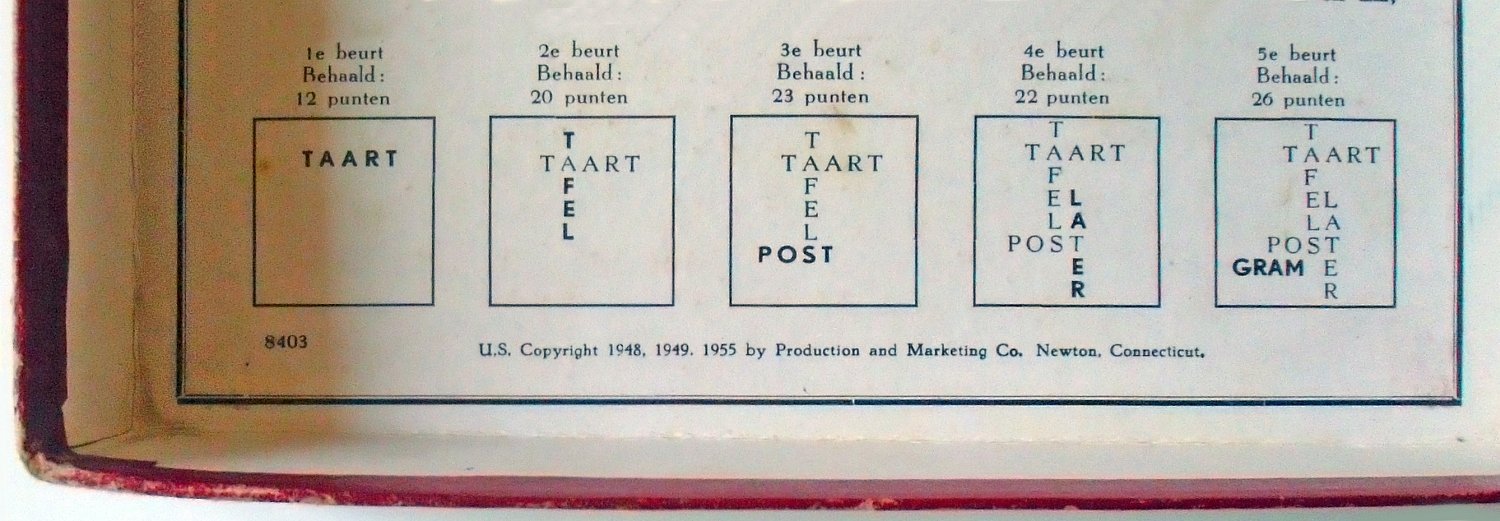 1e beurt
Behaald:
12 punten
TAART
2e beurt
Behaald:
20 punten
T
TAART
F
E
L
3e beurt
Behaald:
23 punten
T
TAART
F
E
L
POST
4e beurt
Behaald:
22 punten
T
TAART
F
EL
LA
POST
E
R
5e beurt
Behaald:
26 punten
T
TAART
F
EL
LA
POST
GRAM E
R
8403
U.S. Copyright 1948, 1949. 1955 by Production and Marketing Co. Newton, Connecticut.